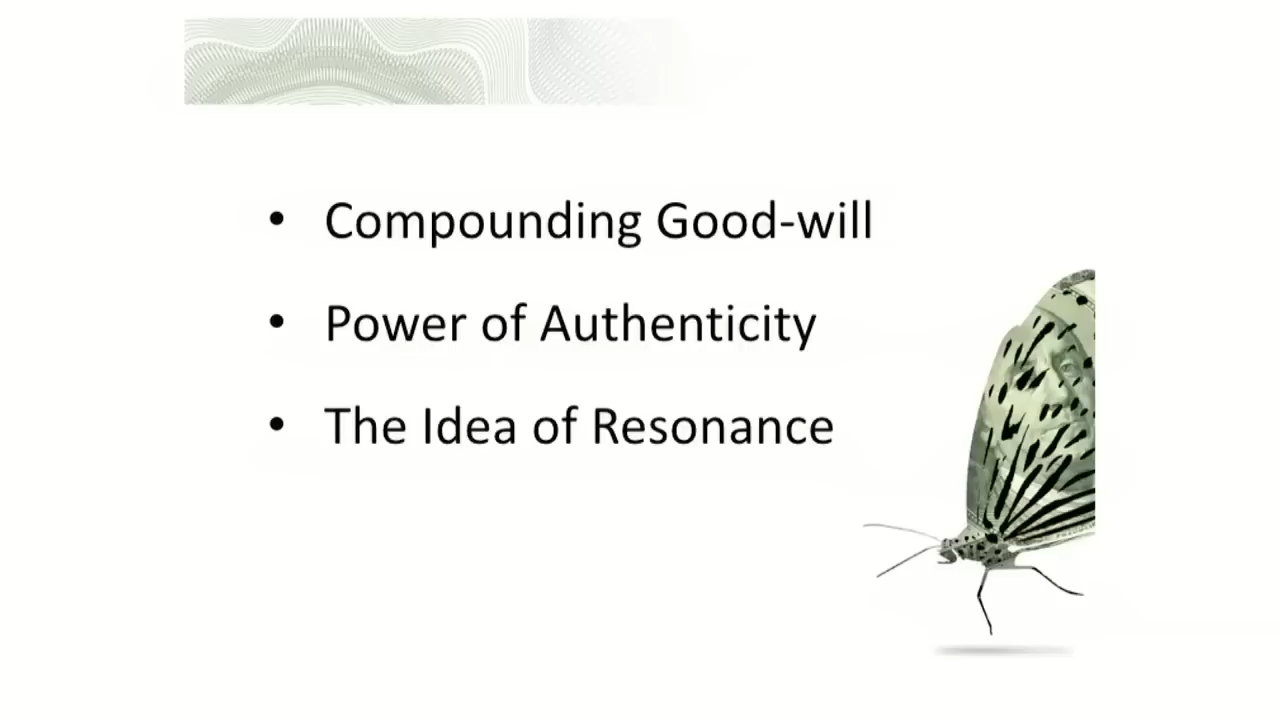 • Compounding Good-will
• Power of Authenticity
• The Idea of Resonance